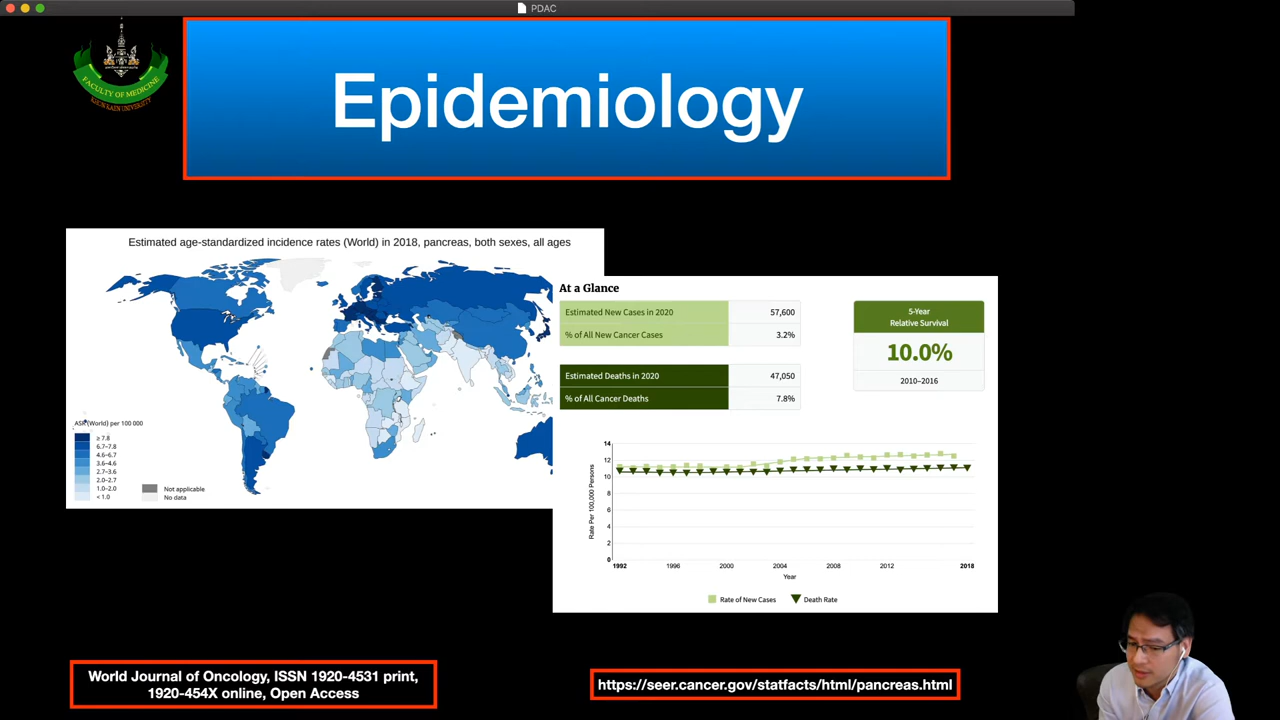 PDAC
FACULTY OF MEDICINE
KHON KAEN UNIVERSITY
Epidemiology
Estimated age-standardized incidence rates (World) in 2018, pancreas, both sexes, all ages
ASR (World) per 100 000
≥ 7.8
6.7–7.8
4.6–6.7
3.6–4.6
2.7–3.6
2.0–2.7
1.0–2.0
< 1.0
Not applicable
No data
At a Glance
Estimated New Cases in 2020 57,600
% of All New Cancer Cases 3.2%
Estimated Deaths in 2020 47,050
% of All Cancer Deaths 7.8%
5-Year
Relative Survival
10.0%
2010–2016
Rate Per 100,000 Persons
14
12
10
8
6
4
2
0
1992 1996 2000 2004 2008 2012 2018
Year
Rate of New Cases Death Rate
World Journal of Oncology, ISSN 1920-4531 print,
1920-454X online, Open Access
https://seer.cancer.gov/statfacts/html/pancreas.html